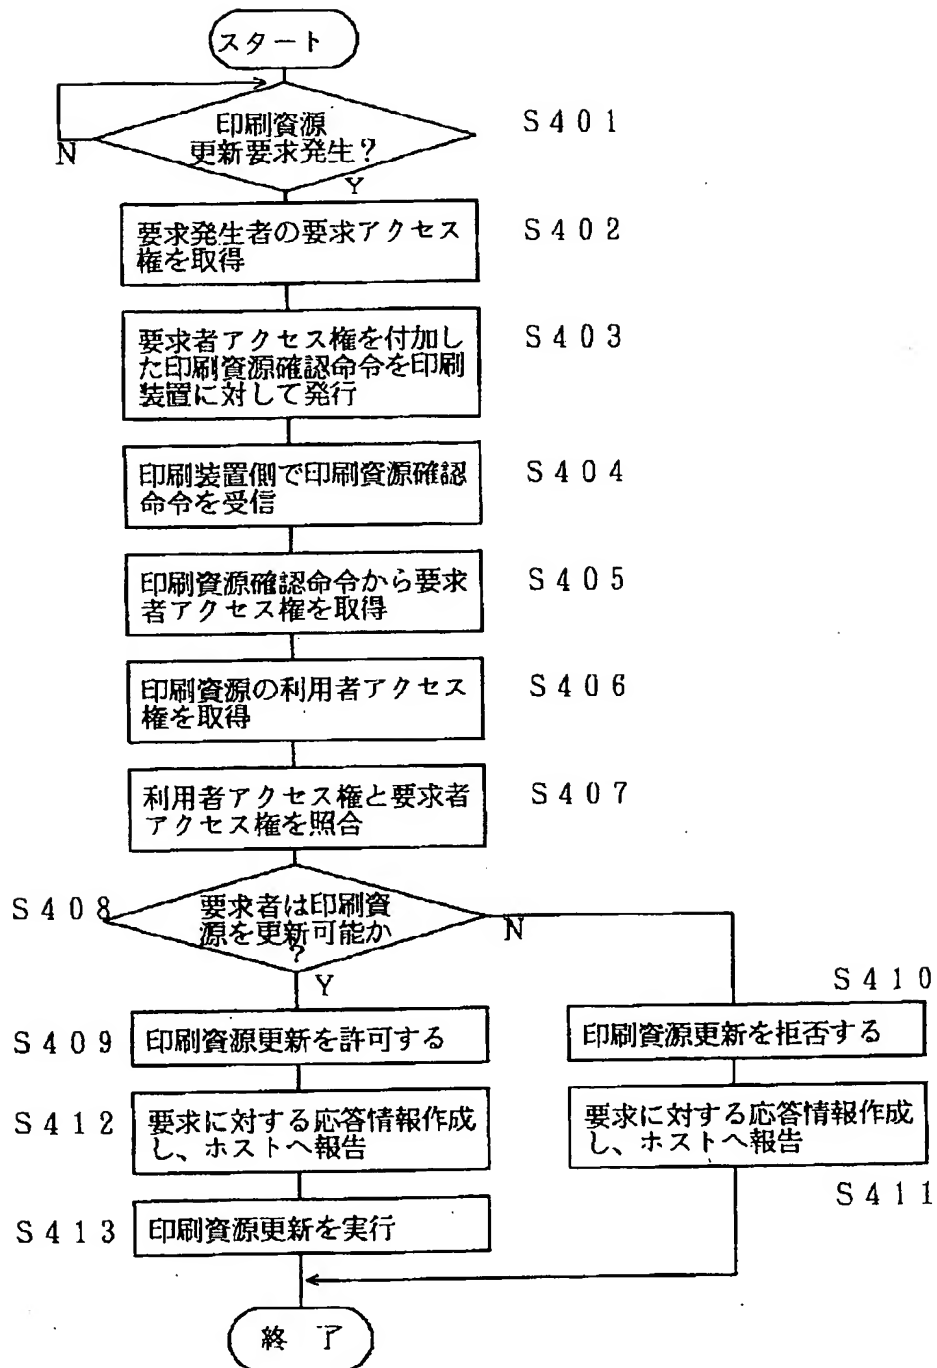 スタート
印刷資源
更新要求発生?
S401
N
Y
要求発生者の要求アクセス
権を取得
S402
要求者アクセス権を付加し
た印刷資源確認命令を印刷
装置に対して発行
S403
印刷装置側で印刷資源確認
命令を受信
S404
印刷資源確認命令から要求
者アクセス権を取得
S405
印刷資源の利用者アクセス
権を取得
S406
利用者アクセス権と要求者
アクセス権を照合
S407
S408
要求者は印刷資
源を更新可能か
?
N
Y
S410
S409
印刷資源更新を許可する
印刷資源更新を拒否する
S412
要求に対する応答情報作成
し、ホストへ報告
要求に対する応答情報作成
し、ホストへ報告
S411
S413
印刷資源更新を実行
終 了